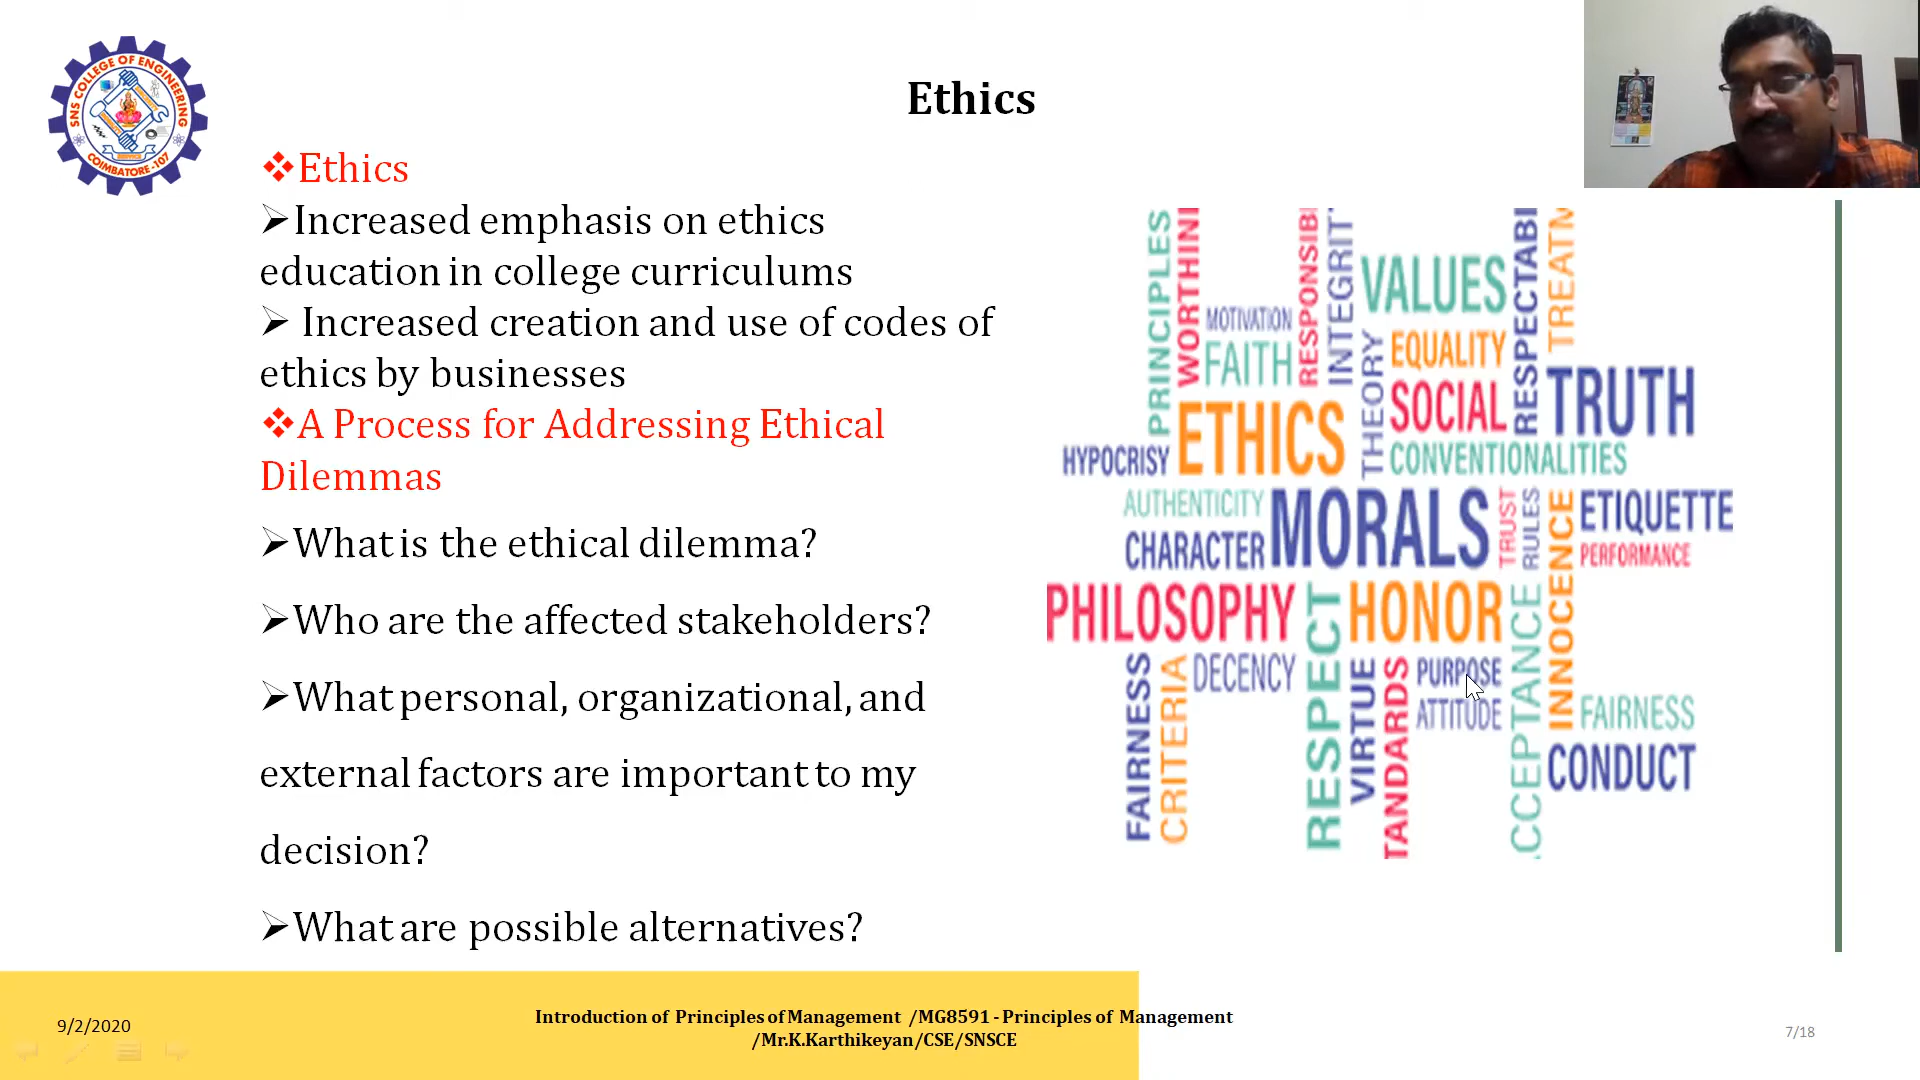 SNS COLLEGE OF ENGINEERING
COIMBATORE-107
SERVICE
Ethics
❖Ethics
➢Increased emphasis on ethics
education in college curriculums
➢ Increased creation and use of codes of
ethics by businesses
❖A Process for Addressing Ethical
Dilemmas
➢What is the ethical dilemma?
➢Who are the affected stakeholders?
➢What personal, organizational, and
external factors are important to my
decision?
➢What are possible alternatives?
PRINCIPLES
WORTHIN
MOTIVATION
FAITH
RESPONSIB
INTEGRIT
VALUES
THEORY
EQUALITY
SOCIAL
RESPECTABI
TREATM
TRUTH
HYPOCRISY
ETHICS
CONVENTIONALITIES
AUTHENTICITY
CHARACTER
MORALS
TRUST
RULES
INNOCENCE
ETIQUETTE
PERFORMANCE
PHILOSOPHY
RESPECT
HONOR
ACCEPTANCE
FAIRNESS
CRITERIA
DECENCY
VIRTUE
TANDARDS
PURPOSE
ATTITUDE
FAIRNESS
CONDUCT
9/2/2020
Introduction of Principles of Management /MG8591 - Principles of Management
/Mr.K.Karthikeyan/CSE/SNSCE
7/18